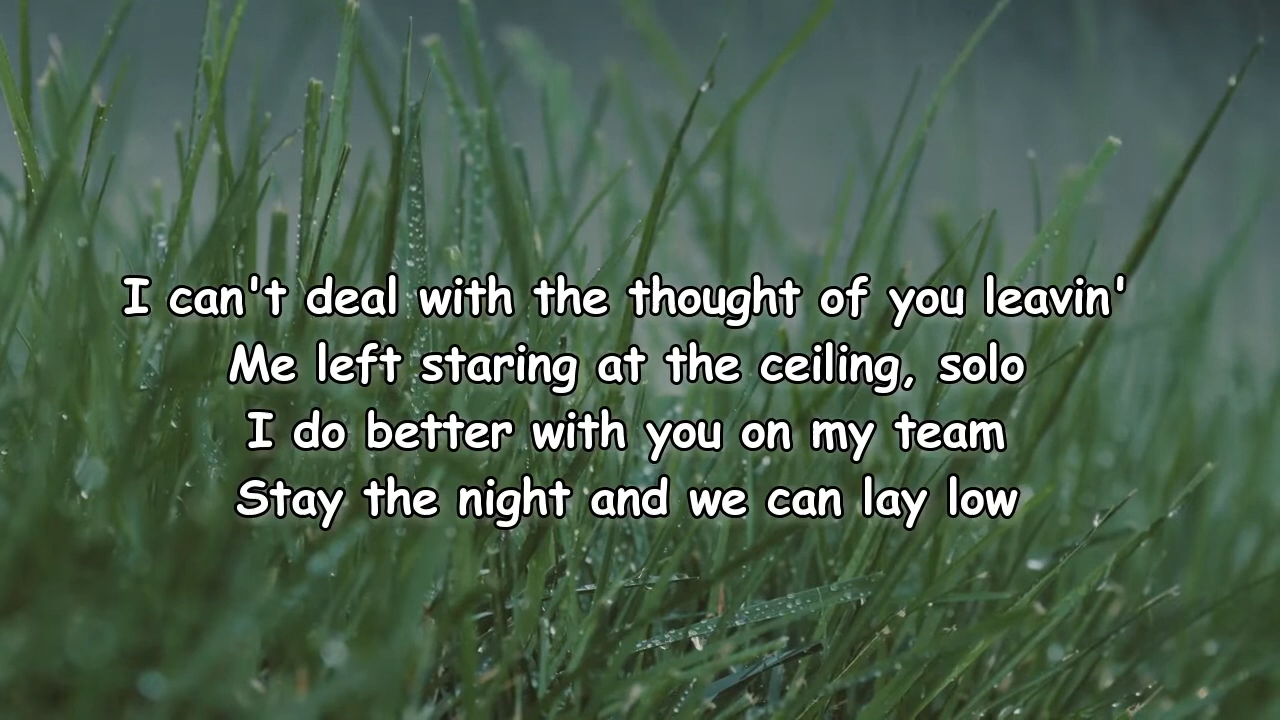 I can't deal with the thought of you leavin'
Me left staring at the ceiling, solo
I do better with you on my team
Stay the night and we can lay low